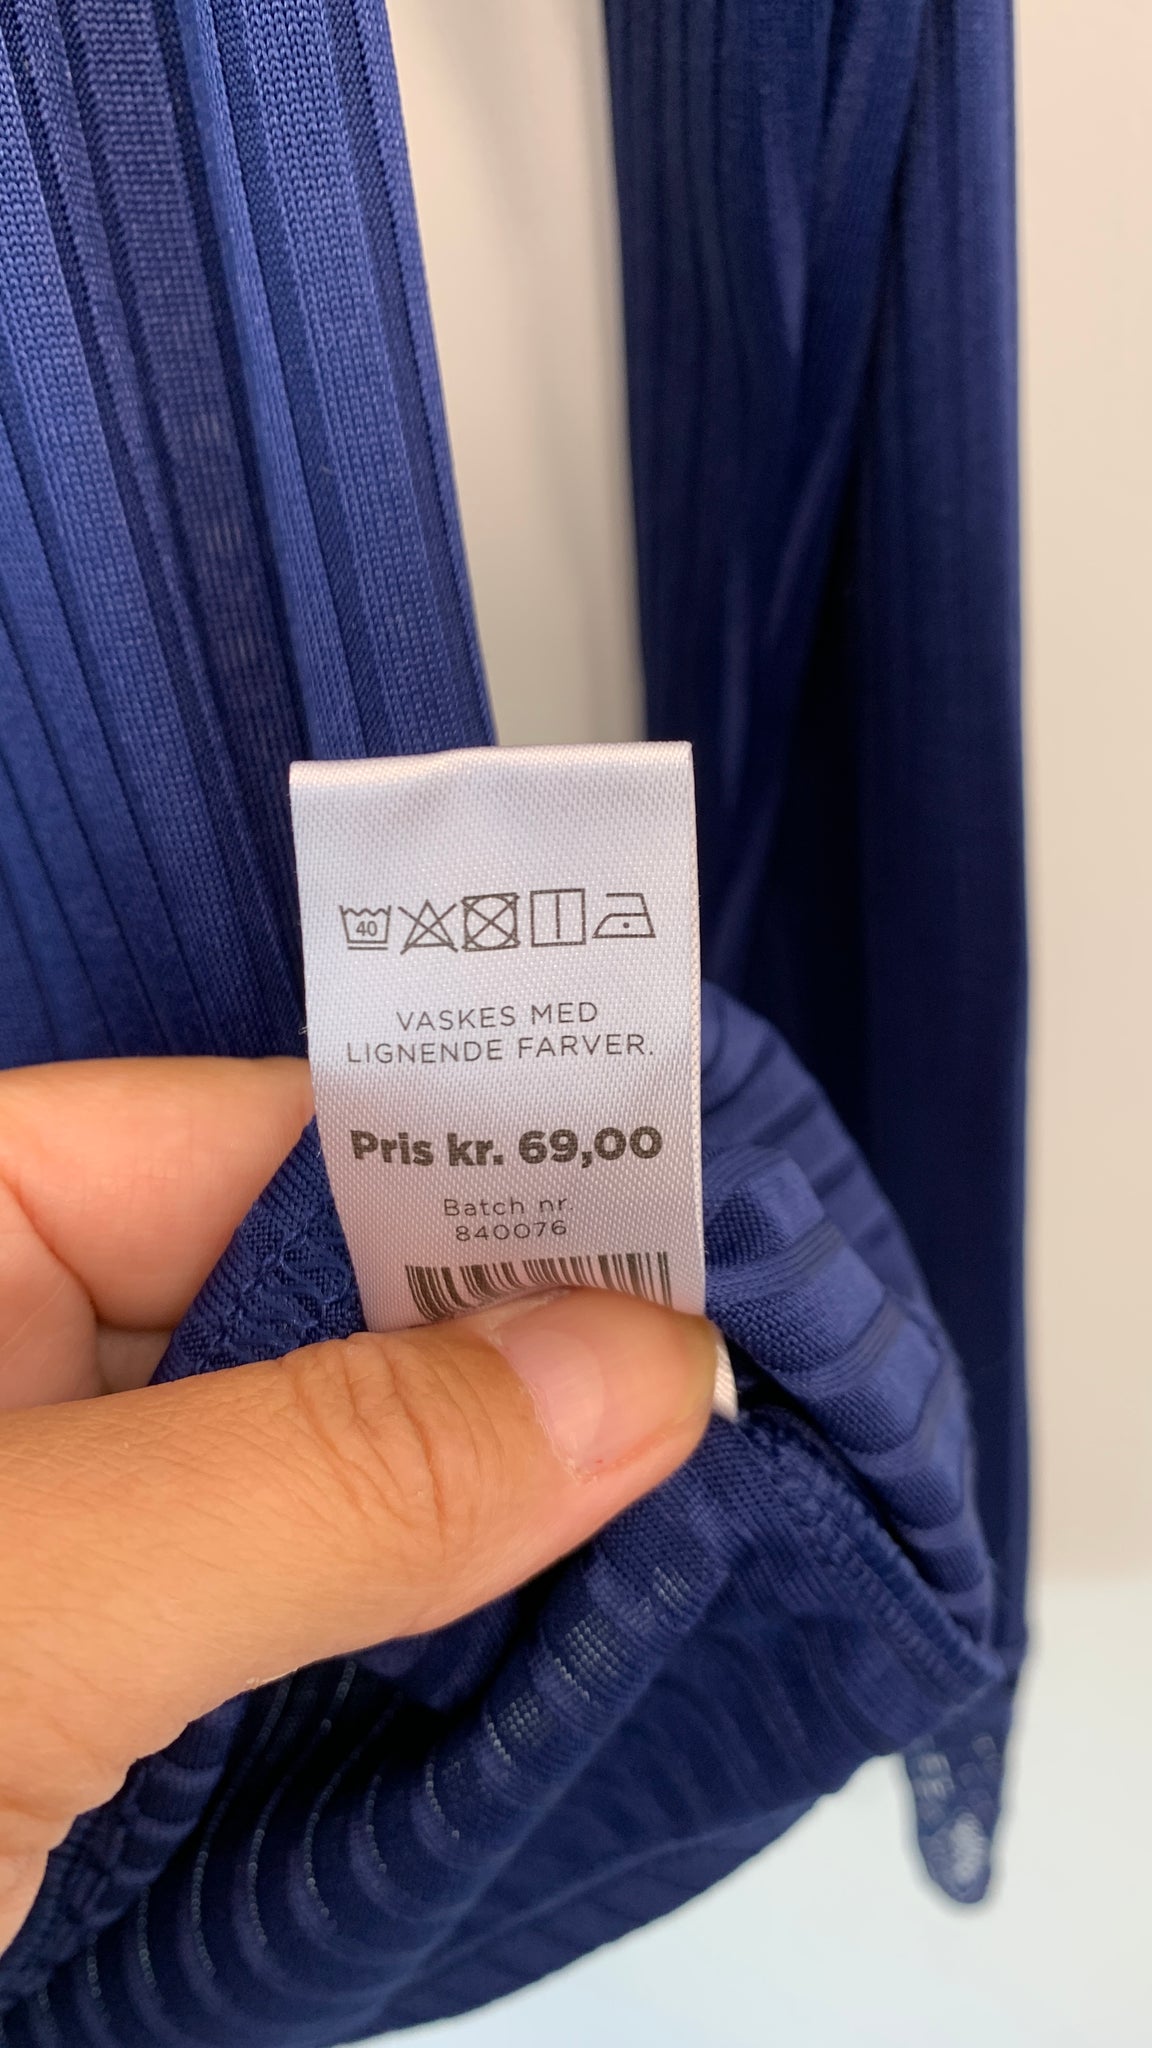 40
VASKES MED
LIGNENDE FARVER.
Pris kr. 69,00
Batch nr.
840076